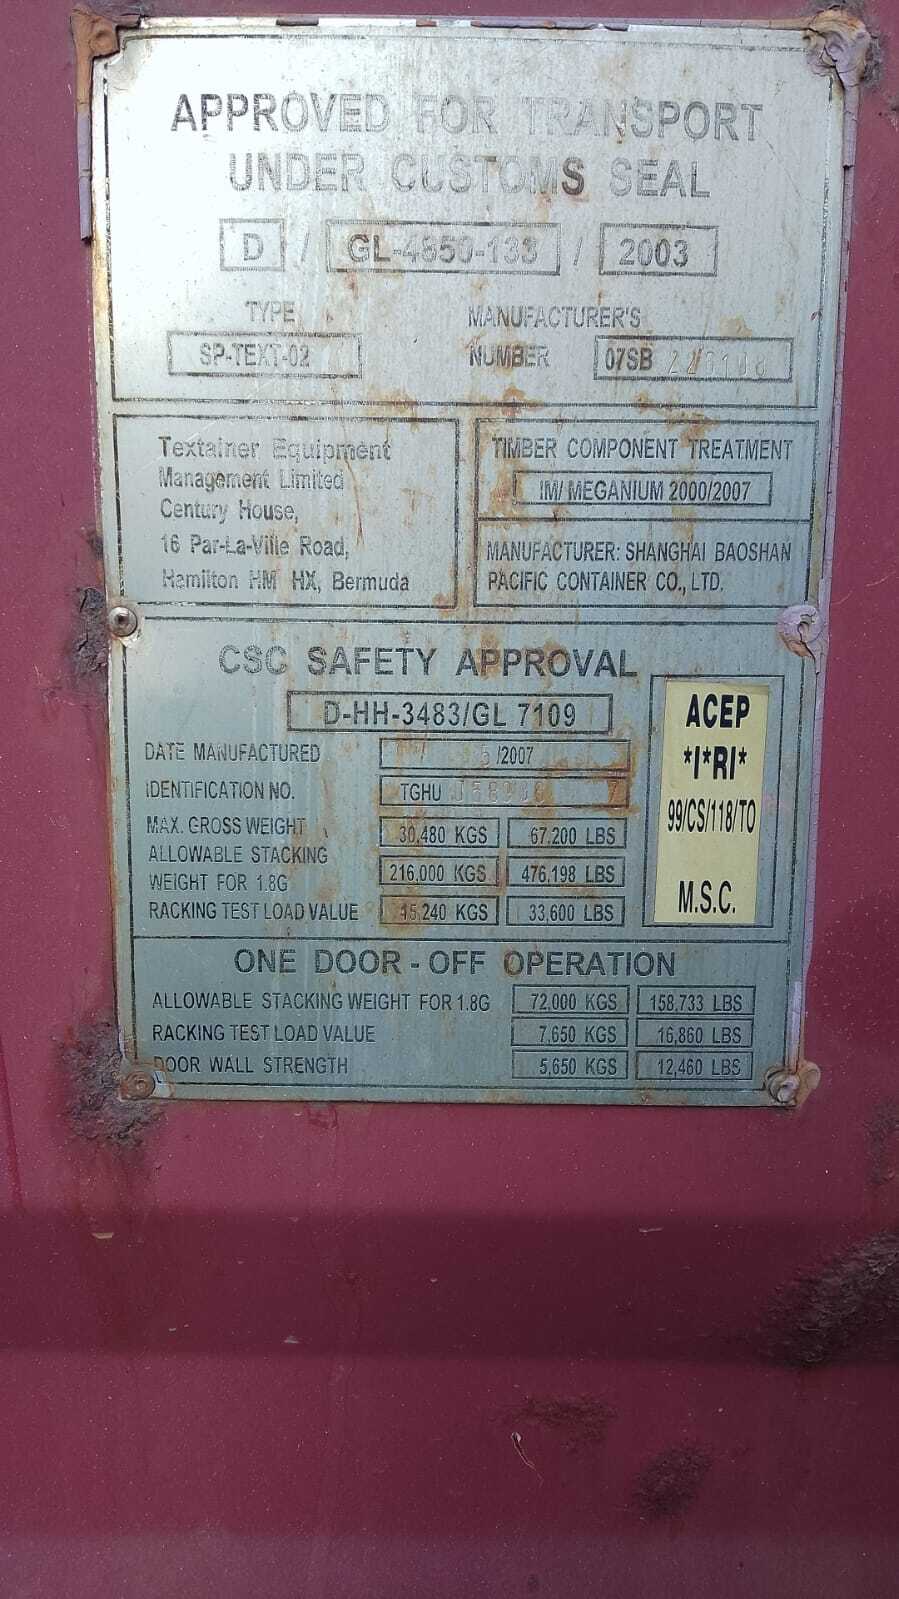 APPROVED FOR TRANSPORT
UNDER CUSTOMS SEAL
D / GL-4850-133 / 2003
TYPE
SP-TEXT-02
MANUFACTURER'S
NUMBER 07SB
Textainer Equipment
Management Limited
Century House,
16 Par-La-Ville Road,
Hamilton HM HX, Bermuda
TIMBER COMPONENT TREATMENT
IM/ MEGANIUM 2000/2007
MANUFACTURER: SHANGHAI BAOSHAN
PACIFIC CONTAINER CO., LTD.
CSC SAFETY APPROVAL
D-HH-3483/GL 7109
DATE MANUFACTURED /2007
IDENTIFICATION NO. TGHU 7
MAX. GROSS WEIGHT 30,480 KGS 67.200 LBS
ALLOWABLE STACKING
WEIGHT FOR 1.8G 216,000 KGS 476,198 LBS
RACKING TEST LOAD VALUE 15,240 KGS 33,600 LBS
ACEP
*I*RI*
99/CS/118/TO
M.S.C.
ONE DOOR - OFF OPERATION
ALLOWABLE STACKING WEIGHT FOR 1.8G 72,000 KGS 158,733 LBS
RACKING TEST LOAD VALUE 7,650 KGS 16,860 LBS
DOOR WALL STRENGTH 5,650 KGS 12,460 LBS